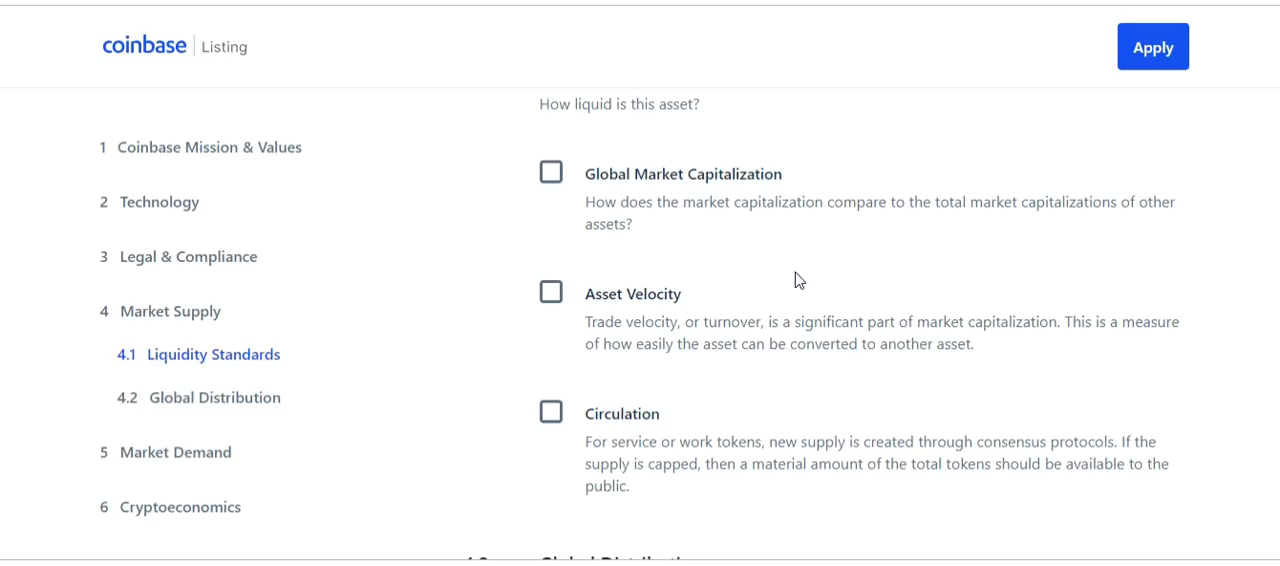 coinbase Listing
Apply
1 Coinbase Mission & Values
2 Technology
3 Legal & Compliance
4 Market Supply
4.1 Liquidity Standards
4.2 Global Distribution
5 Market Demand
6 Cryptoeconomics
How liquid is this asset?
Global Market Capitalization
How does the market capitalization compare to the total market capitalizations of other
assets?
Asset Velocity
Trade velocity, or turnover, is a significant part of market capitalization. This is a measure
of how easily the asset can be converted to another asset.
Circulation
For service or work tokens, new supply is created through consensus protocols. If the
supply is capped, then a material amount of the total tokens should be available to the
public.